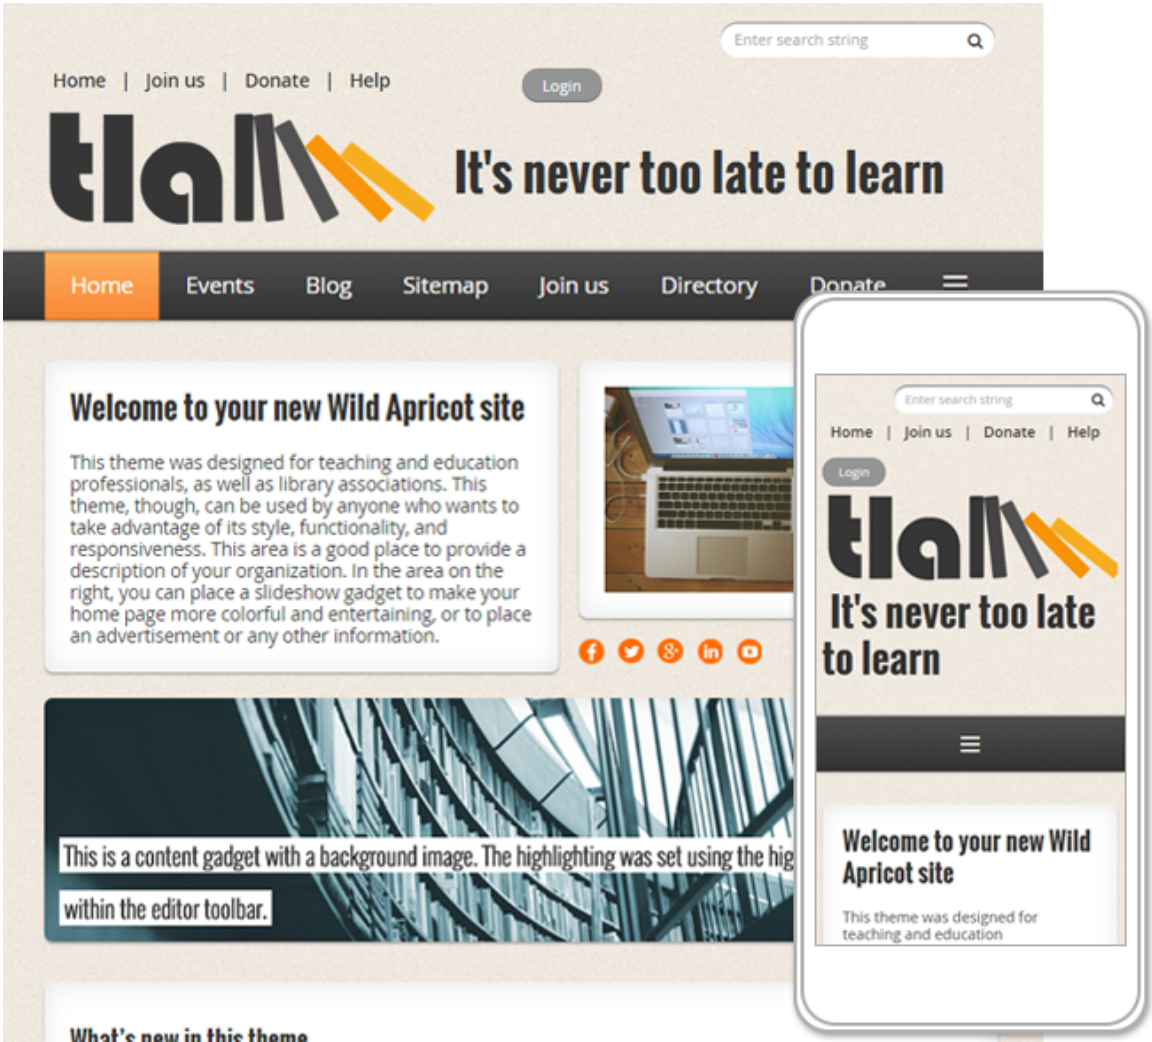 Enter search string
Home | Join us | Donate | Help
Login
tla
It's never too late to learn
Home Events Blog Sitemap Join us Directory Donate
Welcome to your new Wild Apricot site
This theme was designed for teaching and education
professionals, as well as library associations. This
theme, though, can be used by anyone who wants to
take advantage of its style, functionality, and
responsiveness. This area is a good place to provide a
description of your organization. In the area on the
right, you can place a slideshow gadget to make your
home page more colorful and entertaining, or to place
an advertisement or any other information.
This is a content gadget with a background image. The highlighting was set using the hig
within the editor toolbar.
What's new in this theme
Enter search string
Home | Join us | Donate | Help
Login
tla
It's never too late
to learn
Welcome to your new Wild
Apricot site
This theme was designed for
teaching and education